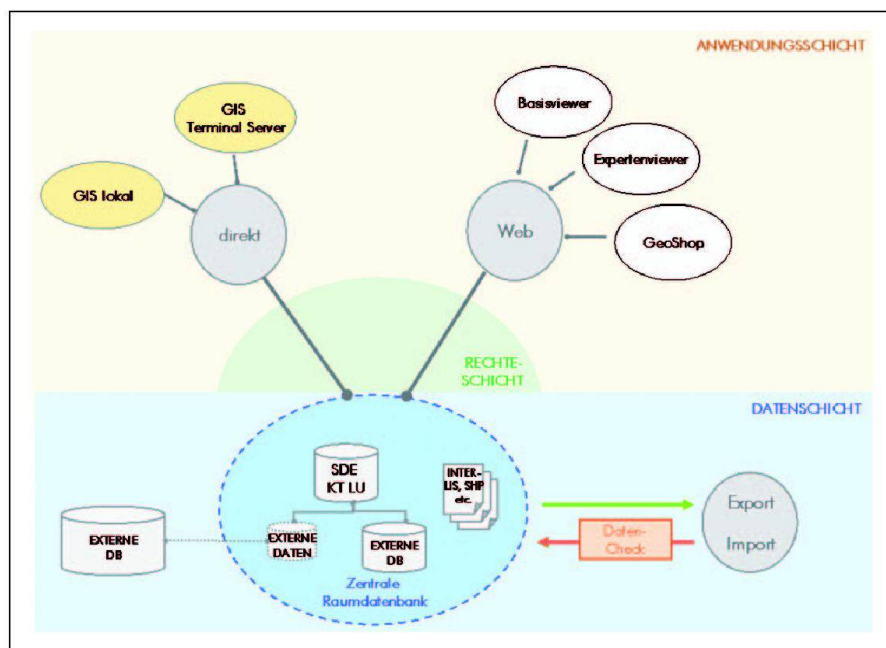 ANWENDUNGSSCHICHT
GIS
Terminal Server
GIS lokal
direkt
Basisviewer
Expertenviewer
Web
GeoShop
RECHTE-
SCHICHT
DATENSCHICHT
SDE
KT LU
INTER-
LIS, SHP
etc.
EXTERNE
DB
EXTERNE
DATEN
EXTERNE
DB
Zentrale
Raumdatenbank
Export
Daten-
Check
Import